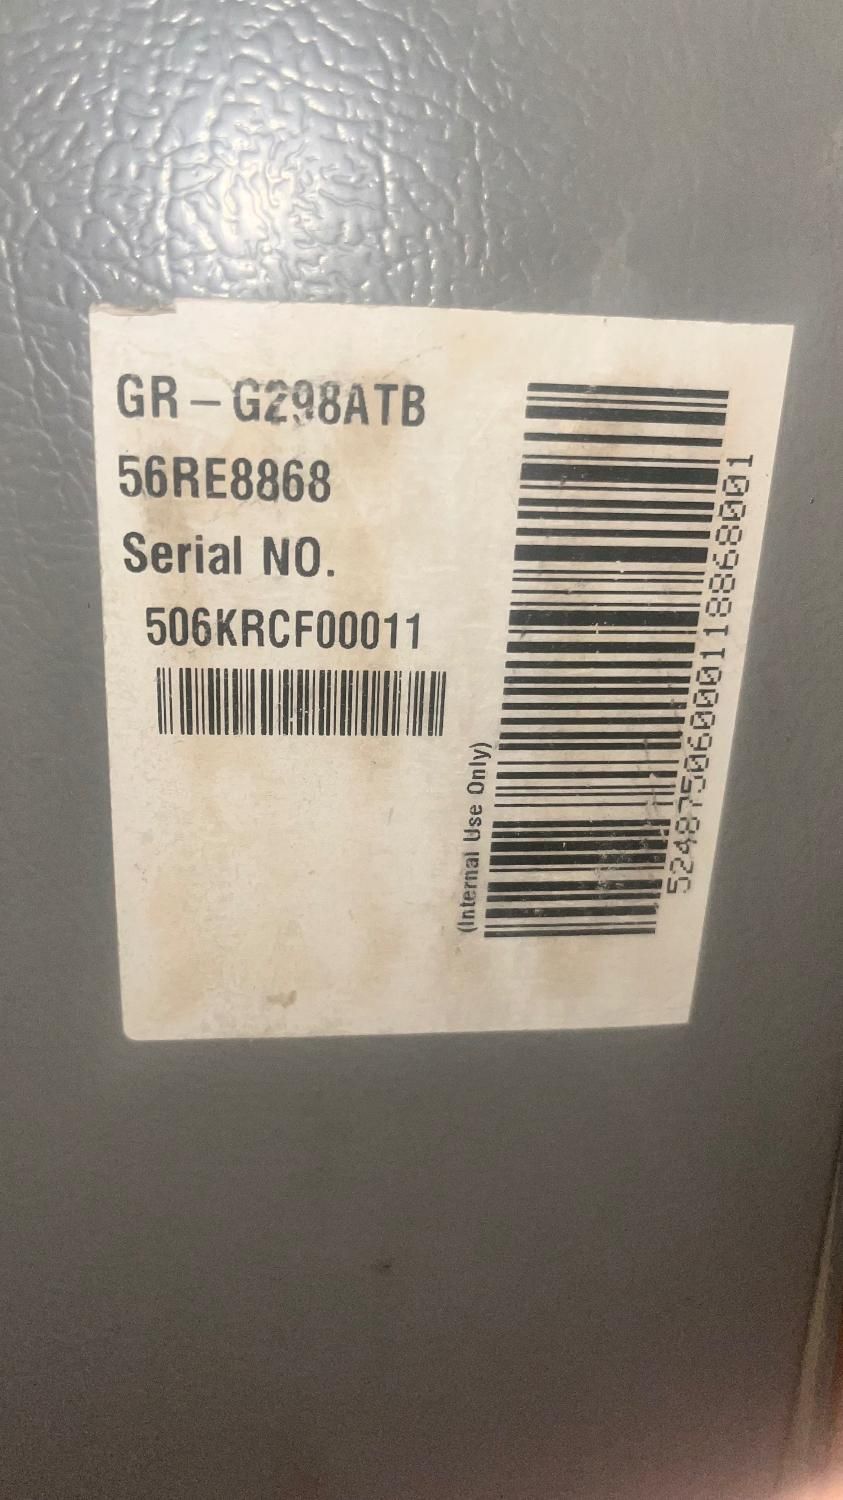 GR-G298ATB
56RE8868
Serial NO.
506KRCF00011
(Internal Use Only)
52487506000118868001